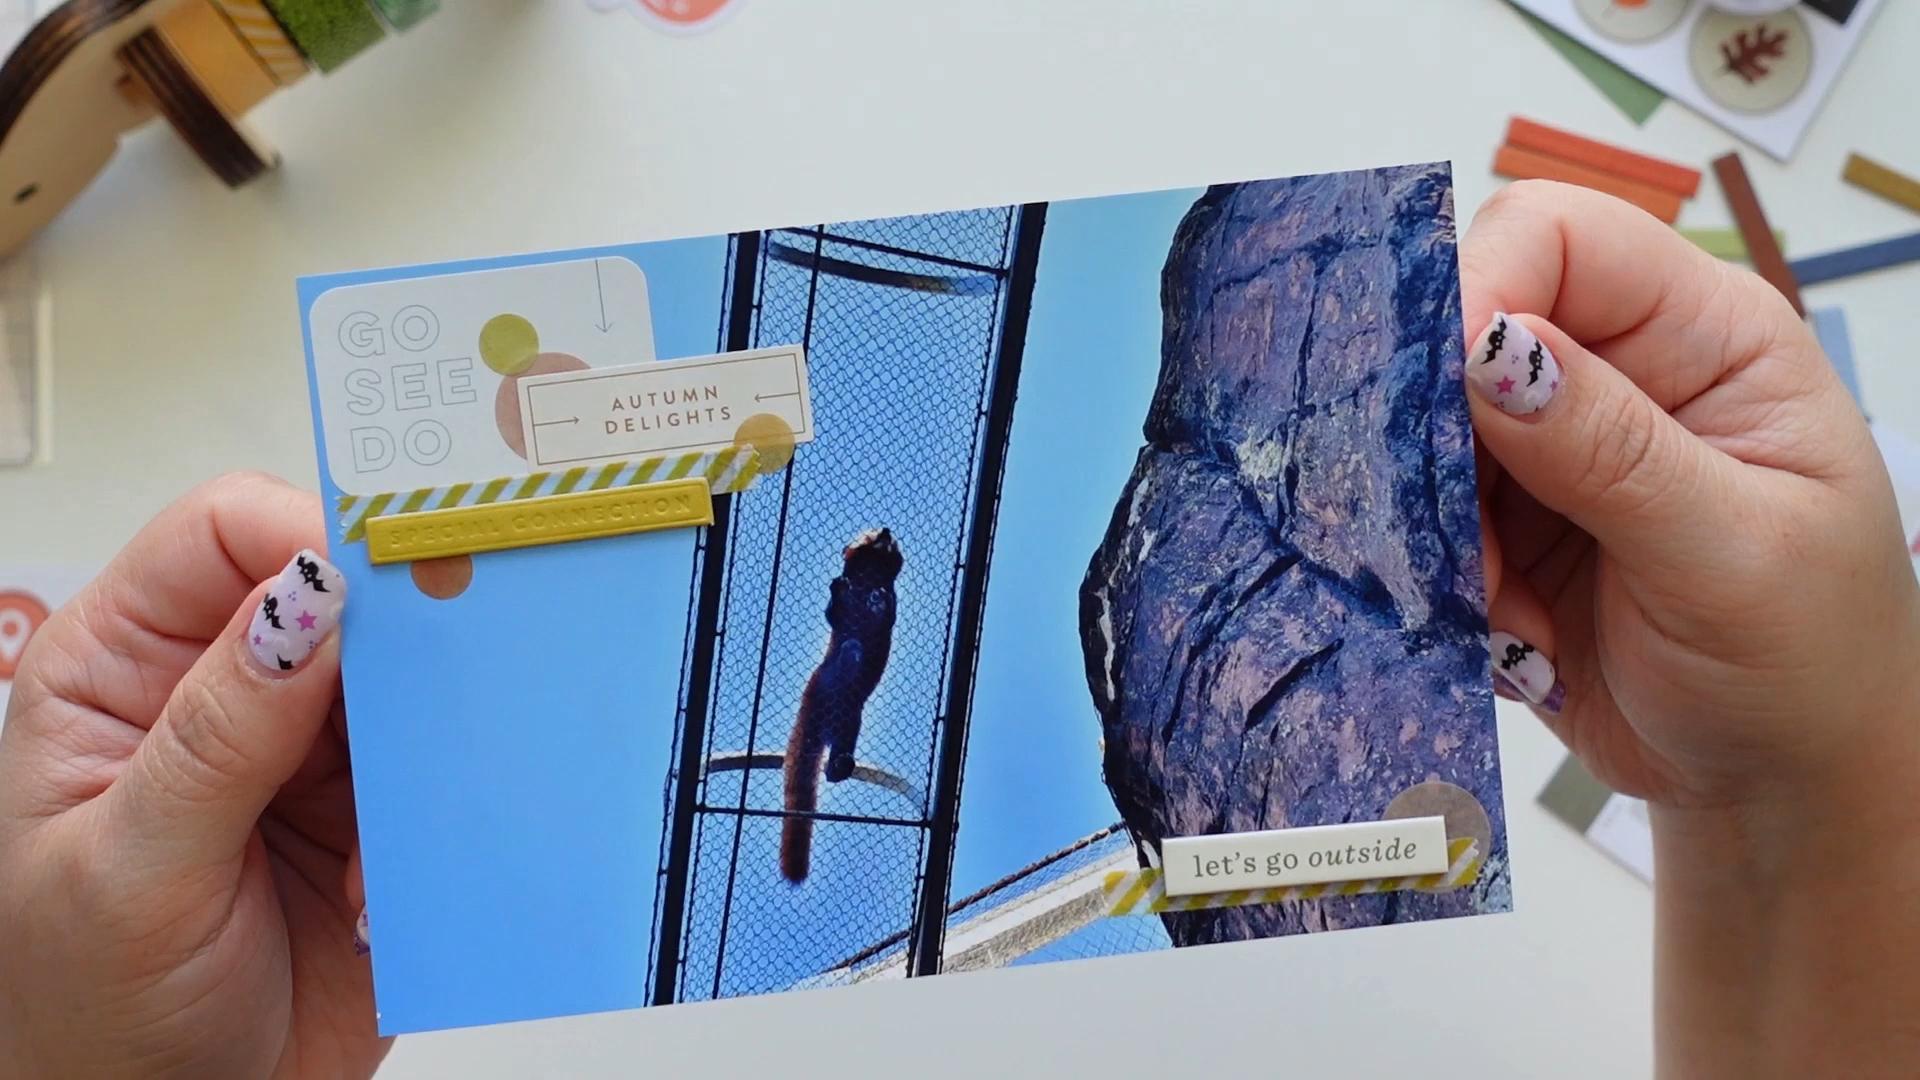 GO
SEE
DO
AUTUMN
DELIGHTS
SPECIAL CONNECTION
let's go outside